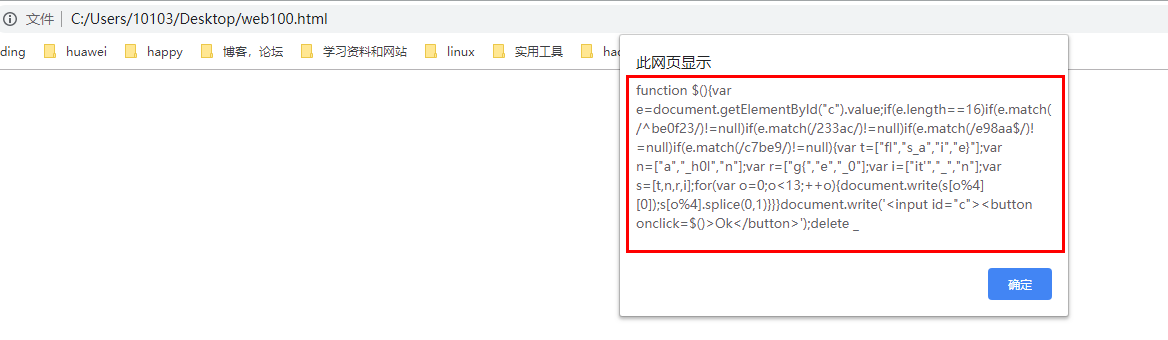 文件 C:/Users/10103/Desktop/web100.html
ding huawei happy 博客，论坛 学习资料和网站 linux 实用工具
此网页显示
function $(){var
e=document.getElementById("c").value;if(e.length==16)if(e.match(
/^be0f23/)!=null)if(e.match(/233ac/)!=null)if(e.match(/e98aa$/)!
=null)if(e.match(/c7be9/)!=null){var t=["fl","s_a","i","e}"];var
n=["a","_h0l","n"];var r=["g{","e","_0"];var i=["it'","_","n"];var
s=[t,n,r,i];for(var o=0;o<13;++o){document.write(s[o%4]
[0]);s[o%4].splice(0,1)}}}document.write('<input id="c"><button
onclick=$()>Ok</button>');delete _
确定